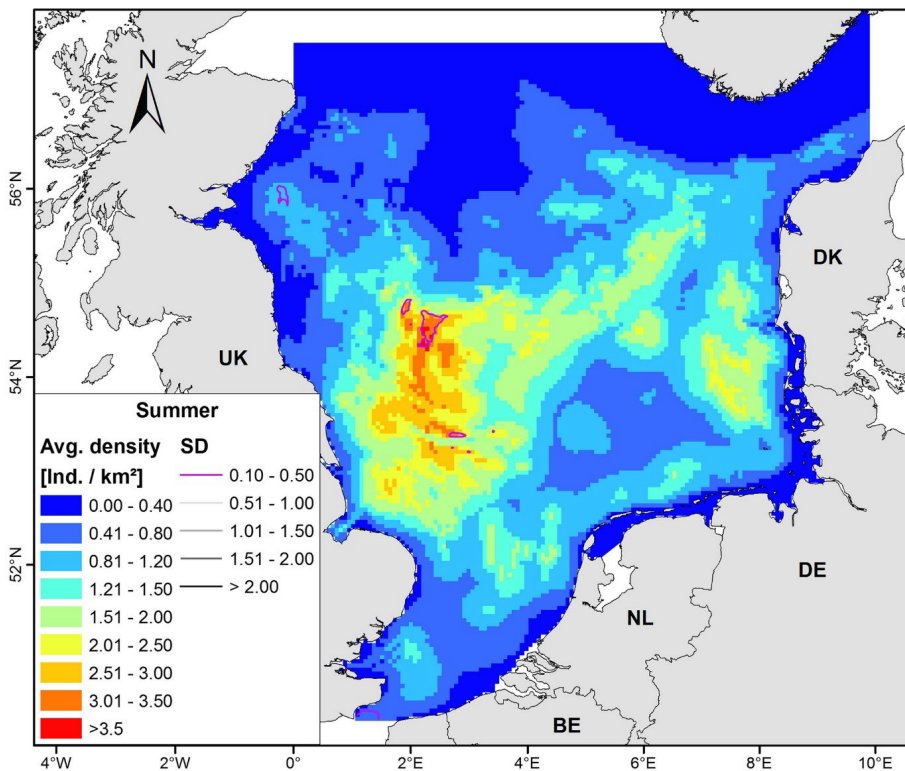 N
56°N
54°N
52°N
UK
DK
DE
NL
BE
Summer
Avg. density SD
[Ind. / km²]
0.10 - 0.50
0.00 - 0.40
0.51 - 1.00
0.41 - 0.80
1.01 - 1.50
0.81 - 1.20
1.51 - 2.00
1.21 - 1.50
> 2.00
1.51 - 2.00
2.01 - 2.50
2.51 - 3.00
3.01 - 3.50
>3.5
4°W 2°W 0° 2°E 4°E 6°E 8°E 10°E